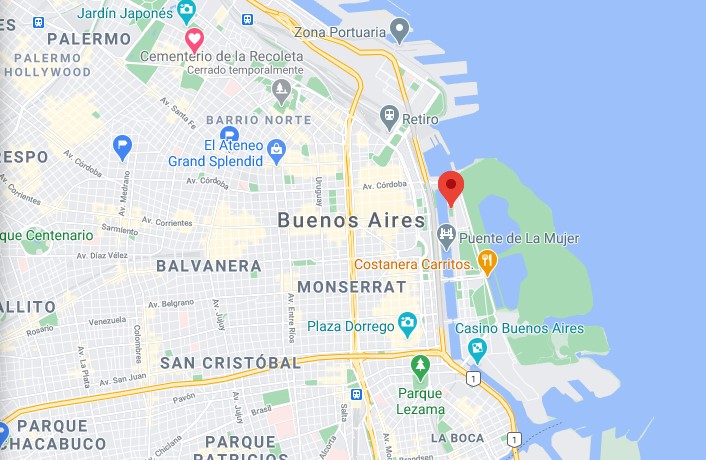 Jardín Japonés
ES
PALERMO
Zona Portuaria
PALERMO
HOLLYWOOD
Cementerio de la Recoleta
Cerrado temporalmente
Av. Santa Fe
BARRIO NORTE
Retiro
RESPO
Av. Córdoba
El Ateneo
Grand Splendid
Av. Medrano
Av. Córdoba
Uruguay
Av. Córdoba
Av. Corrientes
Av. Corrientes
Sarmiento
Buenos Aires
que Centenario
Puente de La Mujer
Av. Díaz Vélez
BALVANERA
Costanera Carritos.
MONSERRAT
ALLITO
Av. Belgrano
Av. Jujuy
Av. Entre Ríos
Rosario
Venezuela
Colombres
Plaza Dorrego
Casino Buenos Aires
Av. La Plata
SAN CRISTÓBAL
Av. San Juan
Pavón
1
Parque
Lezama
Av. Jujuy
Brasil
Salta
PARQUE
CHACABUCO
Av. Chiclana
PARQUE
PATRICIOS
LA BOCA
1